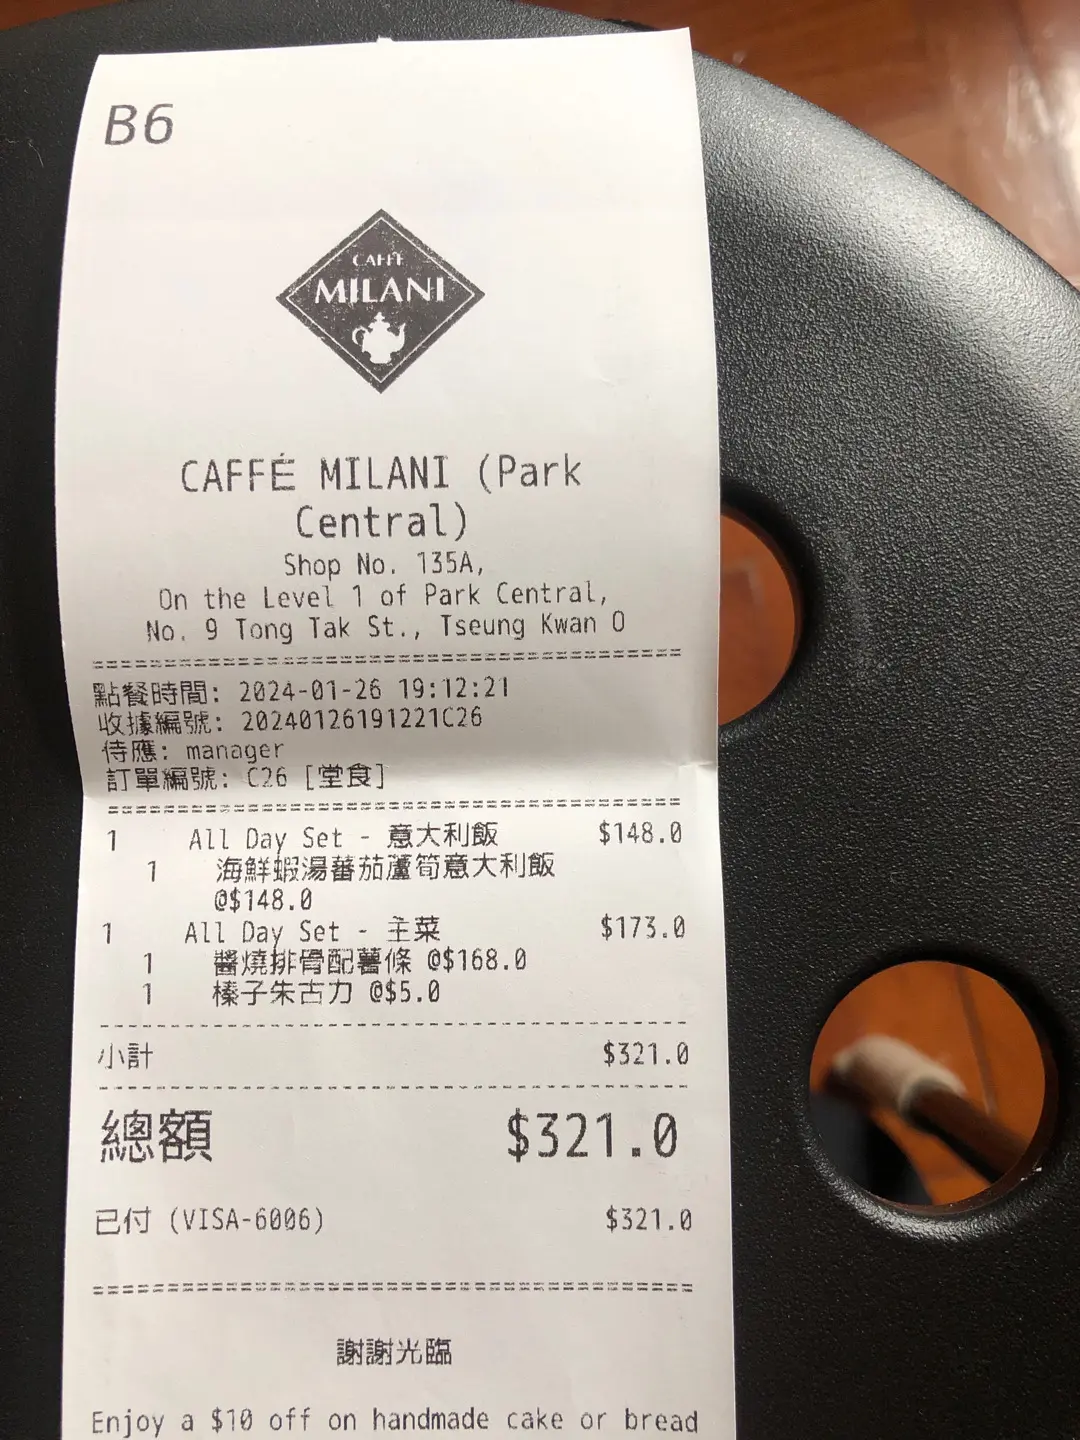 B6
CAFFE
MILANI
CAFFÉ MILANI (Park
Central)
Shop No. 135A,
On the Level 1 of Park Central,
No. 9 Tong Tak St., Tseung Kwan O
點餐時間: 2024-01-26 19:12:21
收據編號: 20240126191221C26
侍應: manager
訂單編號: C26 [堂食]
1 All Day Set - 意大利飯 $148.0
1 海鮮蝦湯蕃茄蘆筍意大利飯
@$148.0
1 All Day Set - 主菜 $173.0
1 醬燒排骨配薯條 @$168.0
1 榛子朱古力 @$5.0
小計 $321.0
總額 $321.0
已付 (VISA-6006) $321.0
謝謝光臨
Enjoy a $10 off on handmade cake or bread